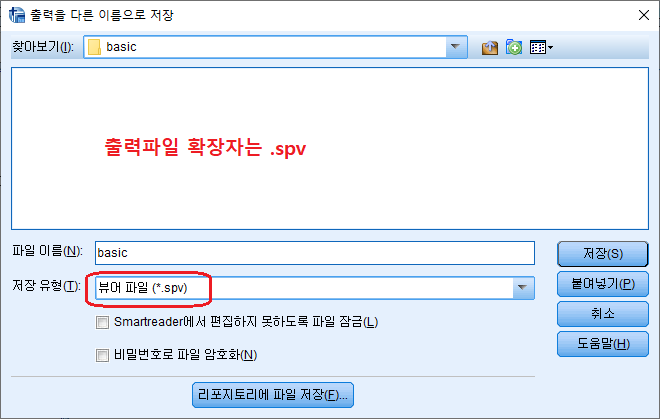 출력을 다른 이름으로 저장
찾아보기(I): basic
출력파일 확장자는 .spv
파일 이름(N): basic 저장(S)
저장 유형(T): 뷰어 파일 (*.spv) 붙여넣기(P)
Smartreader에서 편집하지 못하도록 파일 잠금(L) 취소
비밀번호로 파일 암호화(N) 도움말(H)
리포지토리에 파일 저장(F)...